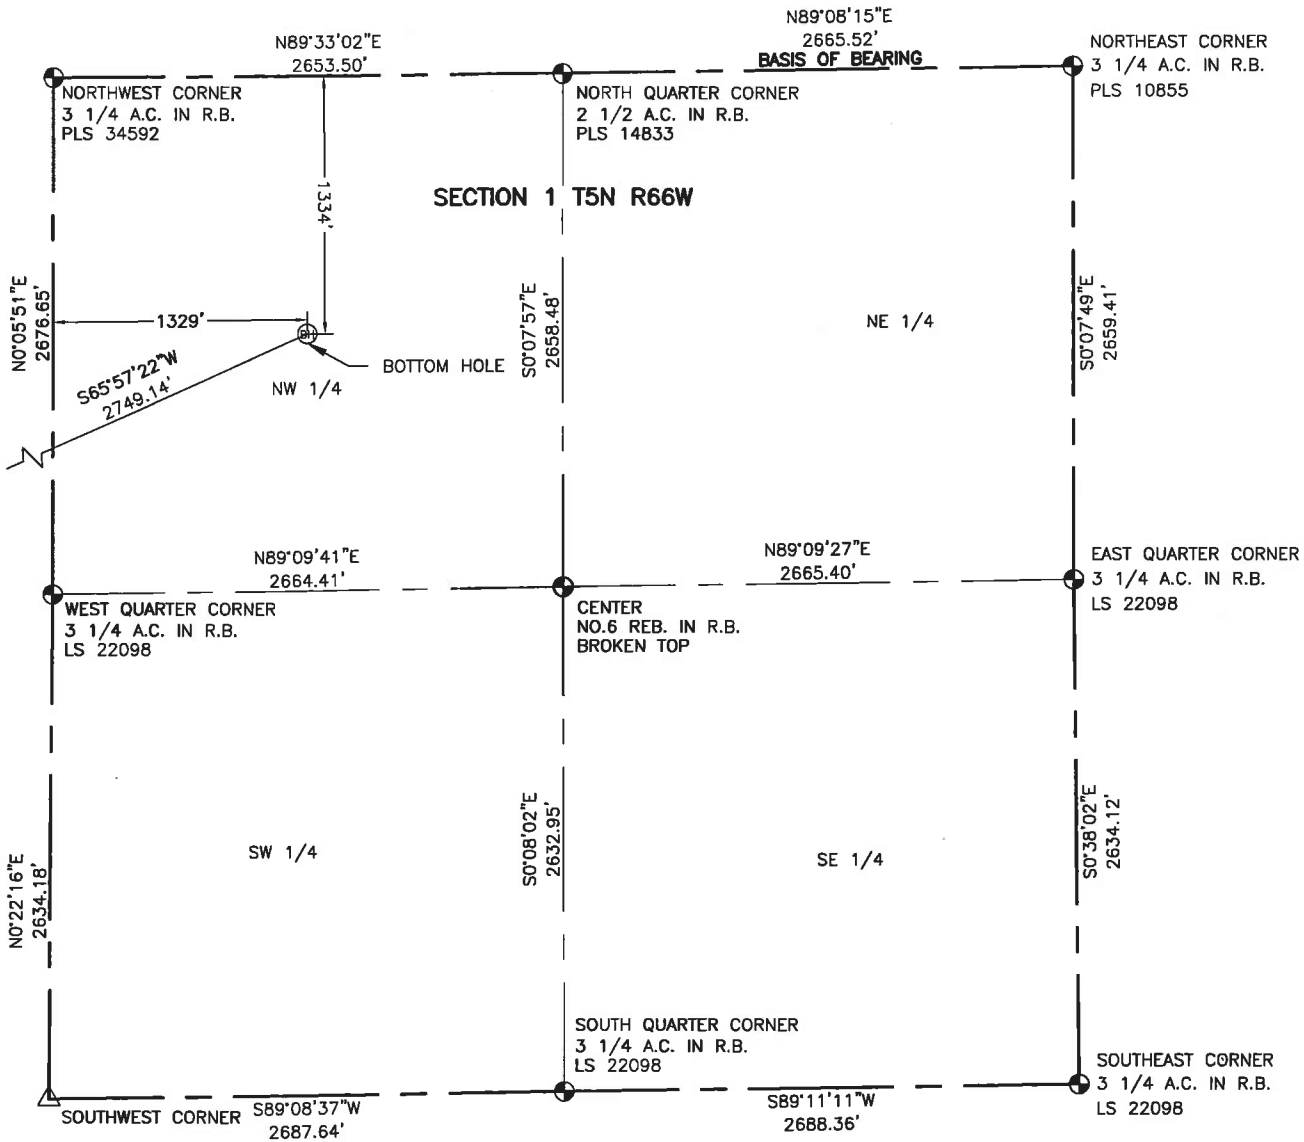 N89°33'02"E
2653.50'
N89°08'15"E
2665.52'
BASIS OF BEARING
NORTHEAST CORNER
3 1/4 A.C. IN R.B.
PLS 10855
NORTHWEST CORNER
3 1/4 A.C. IN R.B.
PLS 34592
NORTH QUARTER CORNER
2 1/2 A.C. IN R.B.
PLS 14833
1334'
SECTION 1 T5N R66W
N0°05'51"E
2676.65'
1329'
BH
BOTTOM HOLE
S65°57'22"W
2749.14'
NW 1/4
S0°07'57"E
2658.48'
NE 1/4
S0°07'49"E
2659.41'
N89°09'41"E
2664.41'
N89°09'27"E
2665.40'
EAST QUARTER CORNER
3 1/4 A.C. IN R.B.
LS 22098
WEST QUARTER CORNER
3 1/4 A.C. IN R.B.
LS 22098
CENTER
NO.6 REB. IN R.B.
BROKEN TOP
N0°22'16"E
2634.18'
SW 1/4
S0°08'02"E
2632.95'
SE 1/4
S0°38'02"E
2634.12'
SOUTH QUARTER CORNER
3 1/4 A.C. IN R.B.
LS 22098
SOUTHEAST CORNER
3 1/4 A.C. IN R.B.
LS 22098
SOUTHWEST CORNER
S89°08'37"W
2687.64'
S89°11'11"W
2688.36'